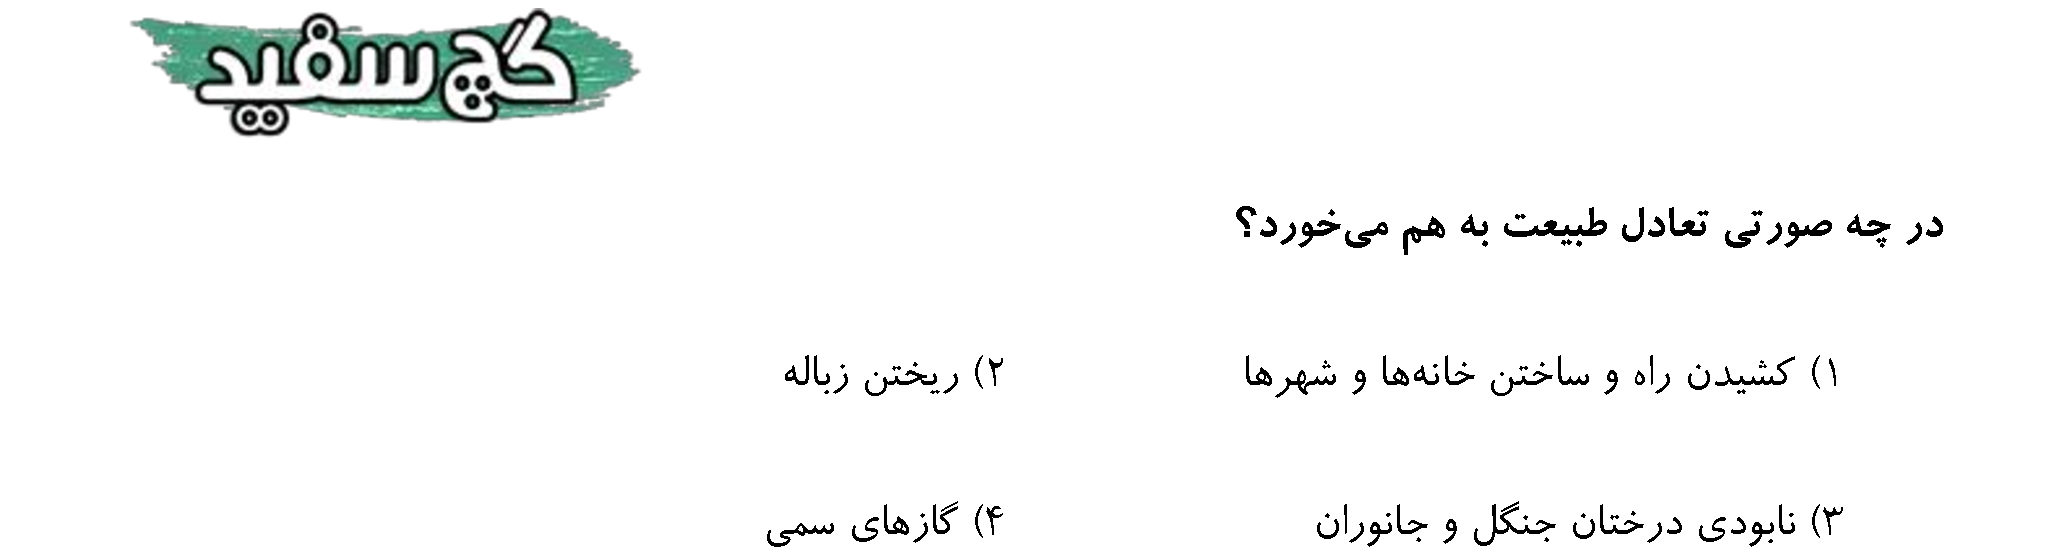 گچ سفید
در چه صورتی تعادل طبیعت به هم می‌خورد؟
۱) کشیدن راه و ساختن خانه‌ها و شهرها ۲) ریختن زباله
۳) نابودی درختان جنگل و جانوران ۴) گازهای سمی